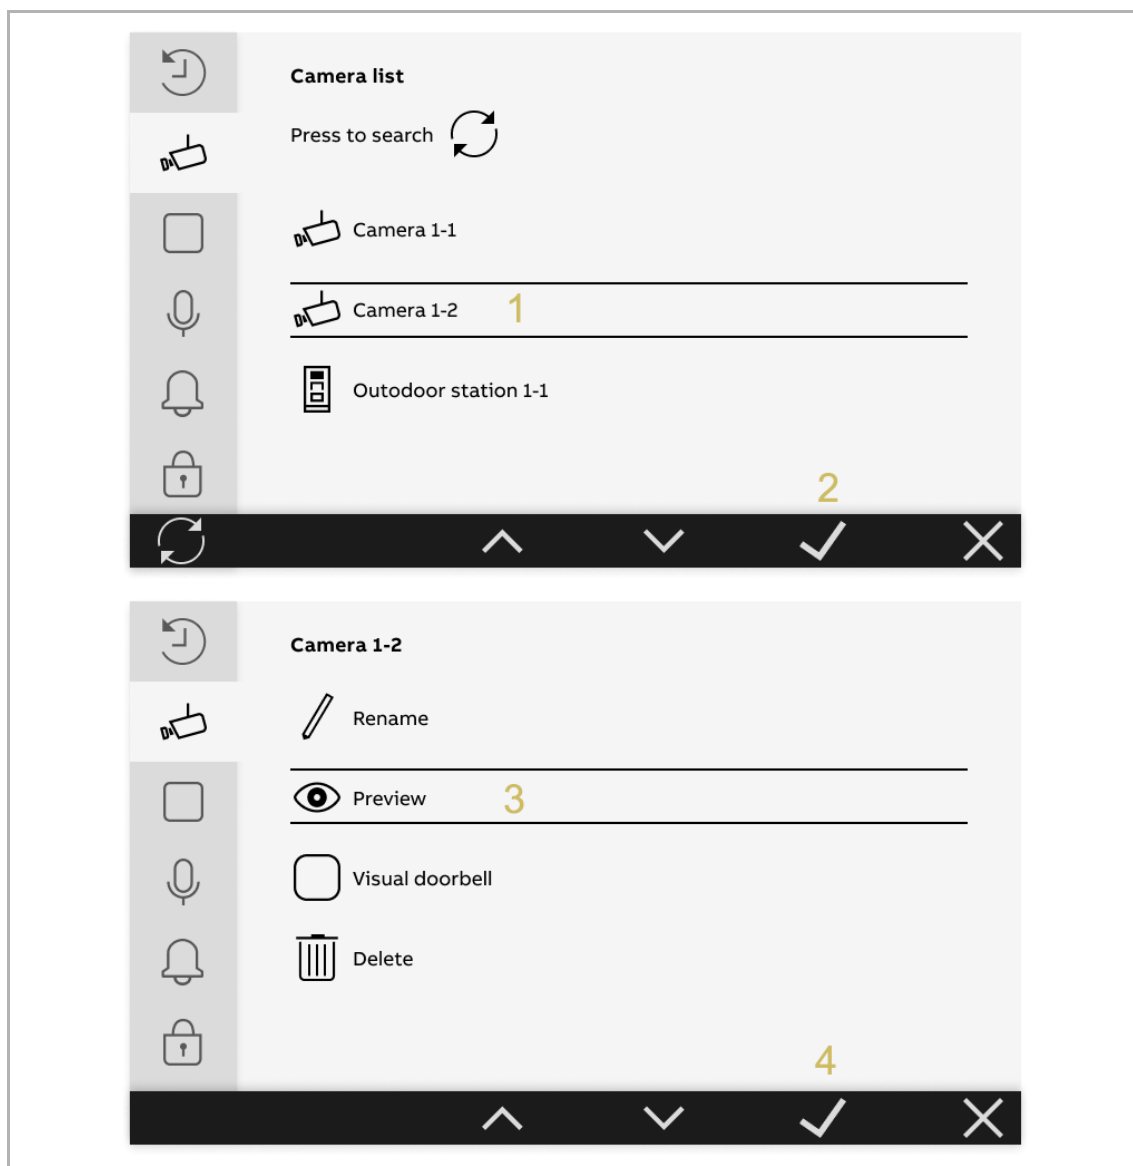 Camera list
Press to search
Camera 1-1
Camera 1-2 1
Outodoor station 1-1
2
Camera 1-2
Rename
Preview 3
Visual doorbell
Delete
4